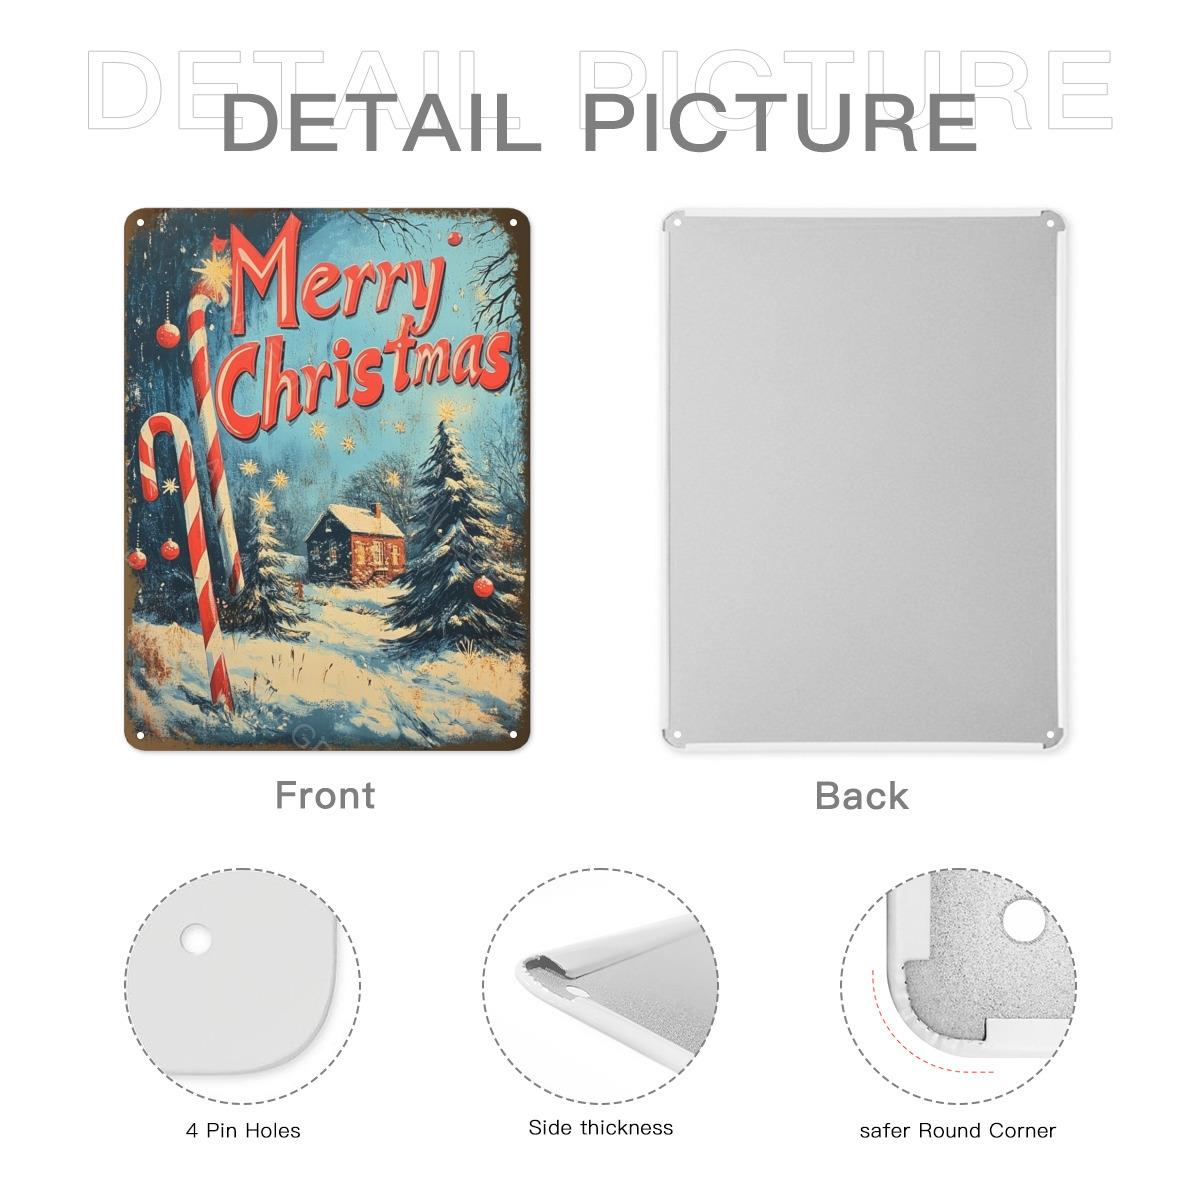 DETAIL PICTURE
DETAIL PICTURE
Merry
Christmas
Front
Back
4 Pin Holes
Side thickness
safer Round Corner